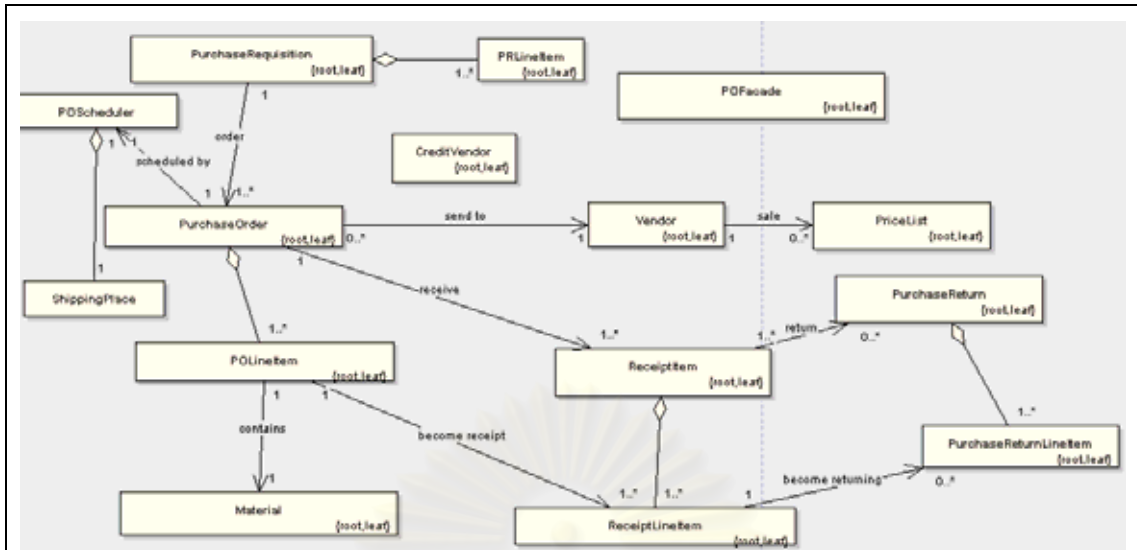 PurchaseRequisition
{root,leaf}
1
1..*
PRLineItem
{root,leaf}
POFacade
{root,leaf}
POScheduler
1
1
scheduled by
1
order
1..*
CreditVendor
{root,leaf}
PurchaseOrder
{root,leaf}
0..*
send to
1
Vendor
{root,leaf}
1
sale
0..*
PriceList
{root,leaf}
1
ShippingPlace
1
receive
1..*
1..*
POLineItem
{root,leaf}
ReceiptItem
{root,leaf}
1..*
return
0..*
PurchaseReturn
{root,leaf}
1
contains
1
Material
{root,leaf}
1
become receipt
1..*
1..*
ReceiptLineItem
{root,leaf}
1
become returning
0..*
1..*
PurchaseReturnLineItem
{root,leaf}